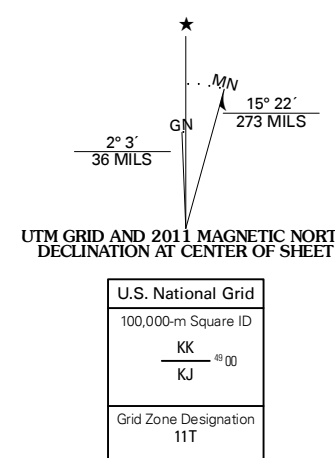 ★
MN
GN
15° 22´
273 MILS
2° 3´
36 MILS
UTM GRID AND 2011 MAGNETIC NORT
DECLINATION AT CENTER OF SHEET
U.S. National Grid
100,000-m Square ID
KK
49 00
KJ
Grid Zone Designation
11T